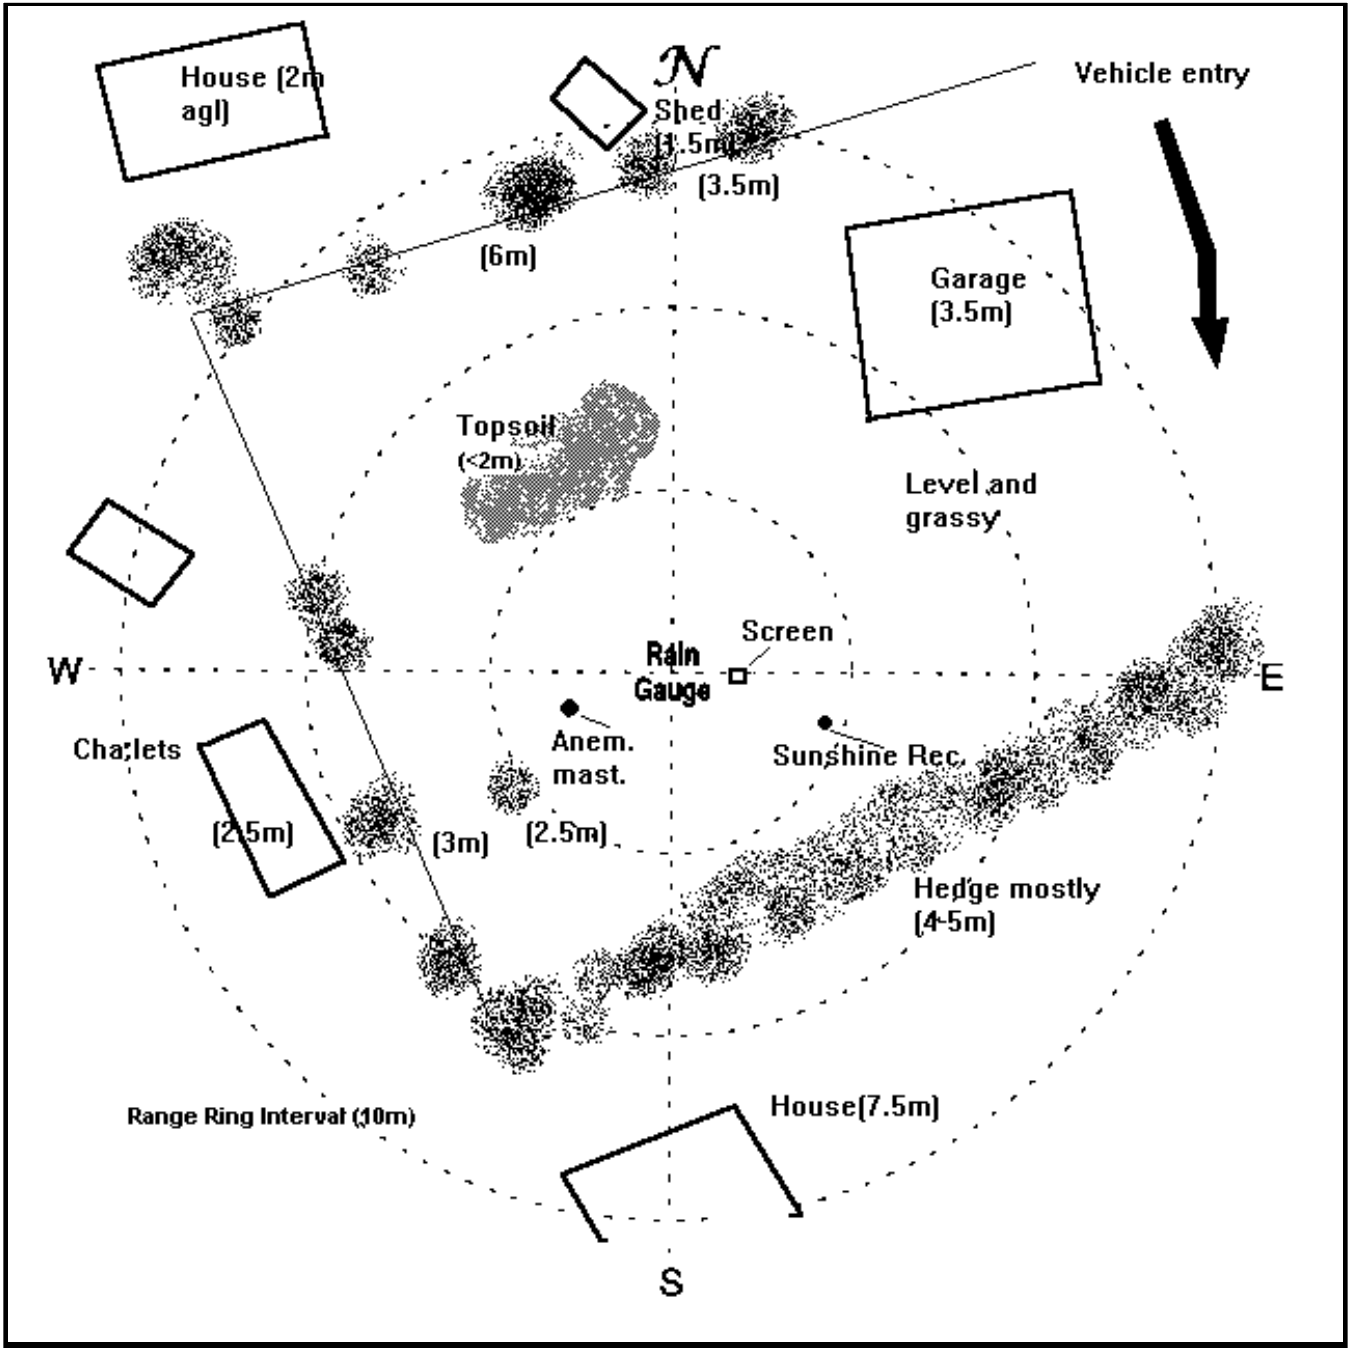 N
Vehicle entry
House (2m
agl)
Shed
(1.5m)
(3.5m)
(6m)
Garage
(3.5m)
Topsoil
(<2m)
Level and
grassy
Screen
Rain
Gauge
W
E
Anem.
mast.
Sunshine Rec.
Chalets
(2.5m)
(3m)
(2.5m)
Hedge mostly
(4-5m)
Range Ring Interval (10m)
House(7.5m)
S